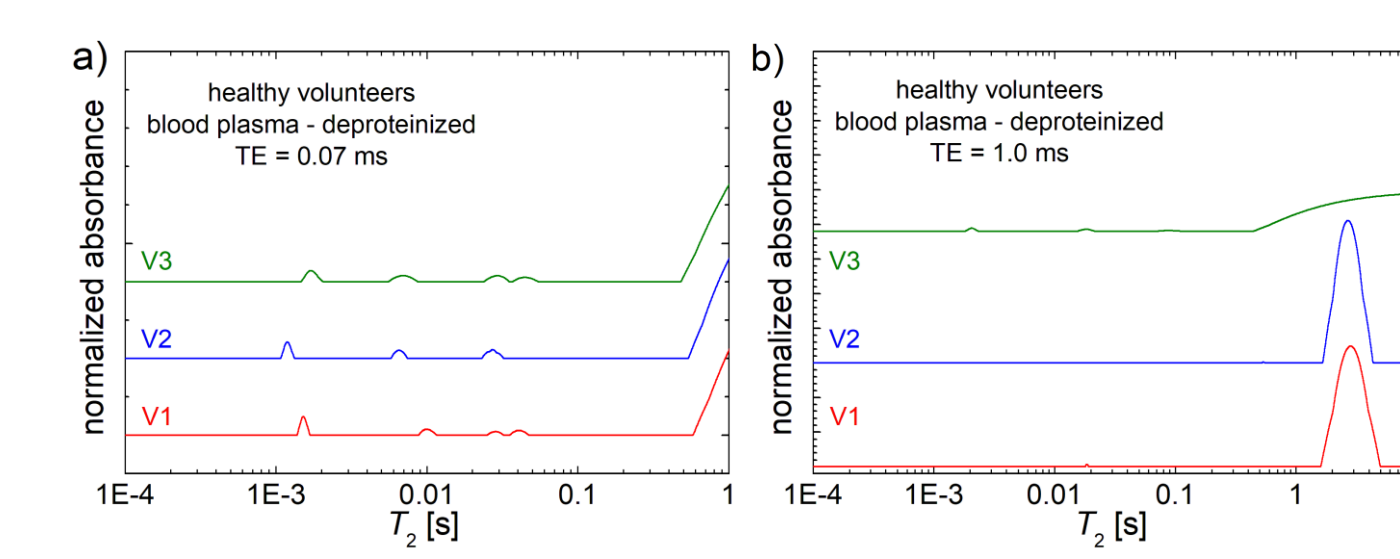 a)
healthy volunteers
blood plasma - deproteinized
TE = 0.07 ms
normalized absorbance
V3
V2
V1
1E-4 1E-3 0.01 0.1 1
T2 [s]
b)
healthy volunteers
blood plasma - deproteinized
TE = 1.0 ms
normalized absorbance
V3
V2
V1
1E-4 1E-3 0.01 0.1 1
T2 [s]